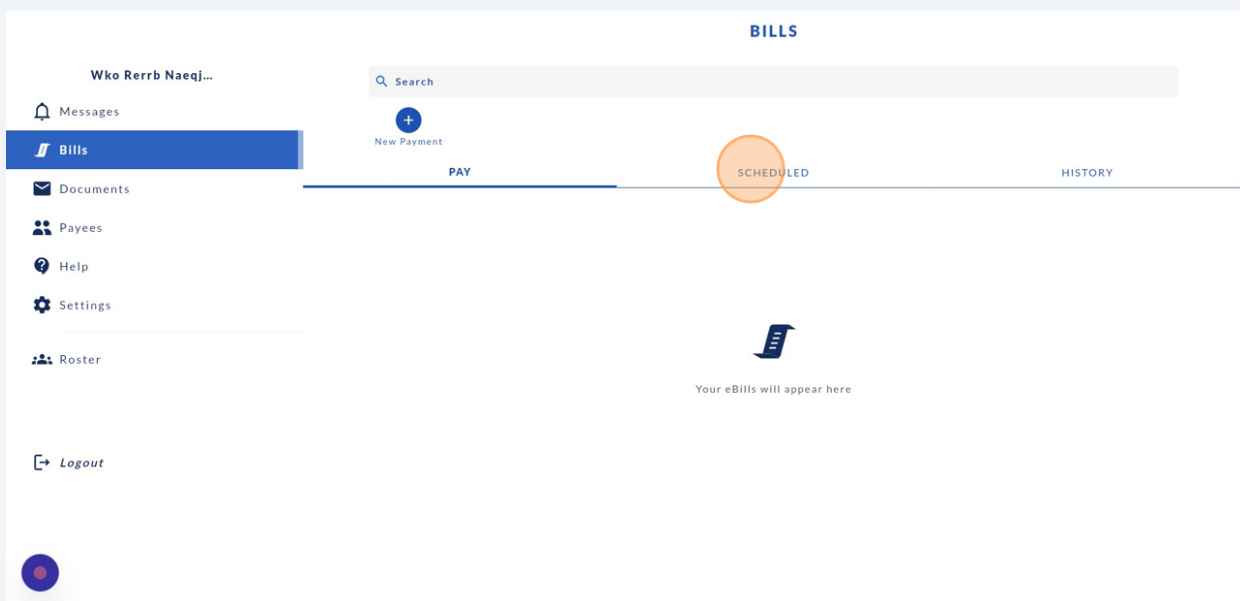 BILLS
Wko Rerrb Naeqj...
Search
Messages
New Payment
Bills
PAY
SCHEDULED
HISTORY
Documents
Payees
Help
Settings
Roster
Your eBills will appear here
Logout